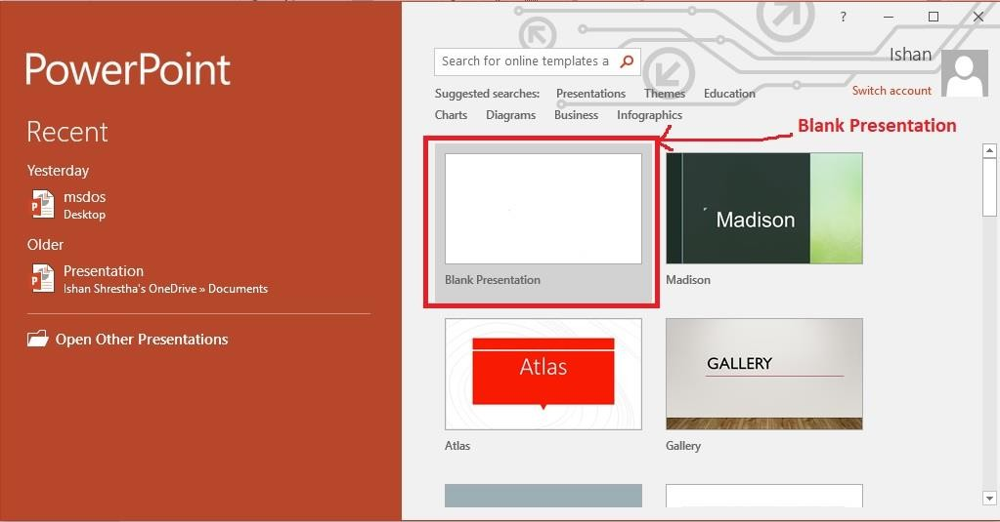 PowerPoint
Recent
Yesterday
msdos
Desktop
Older
Presentation
Ishan Shrestha's OneDrive » Documents
Open Other Presentations
?
Ishan
Switch account
Search for online templates a
Suggested searches: Presentations Themes Education
Charts Diagrams Business Infographics
Blank Presentation
Blank Presentation
Madison
Madison
Atlas
Atlas
GALLERY
Gallery